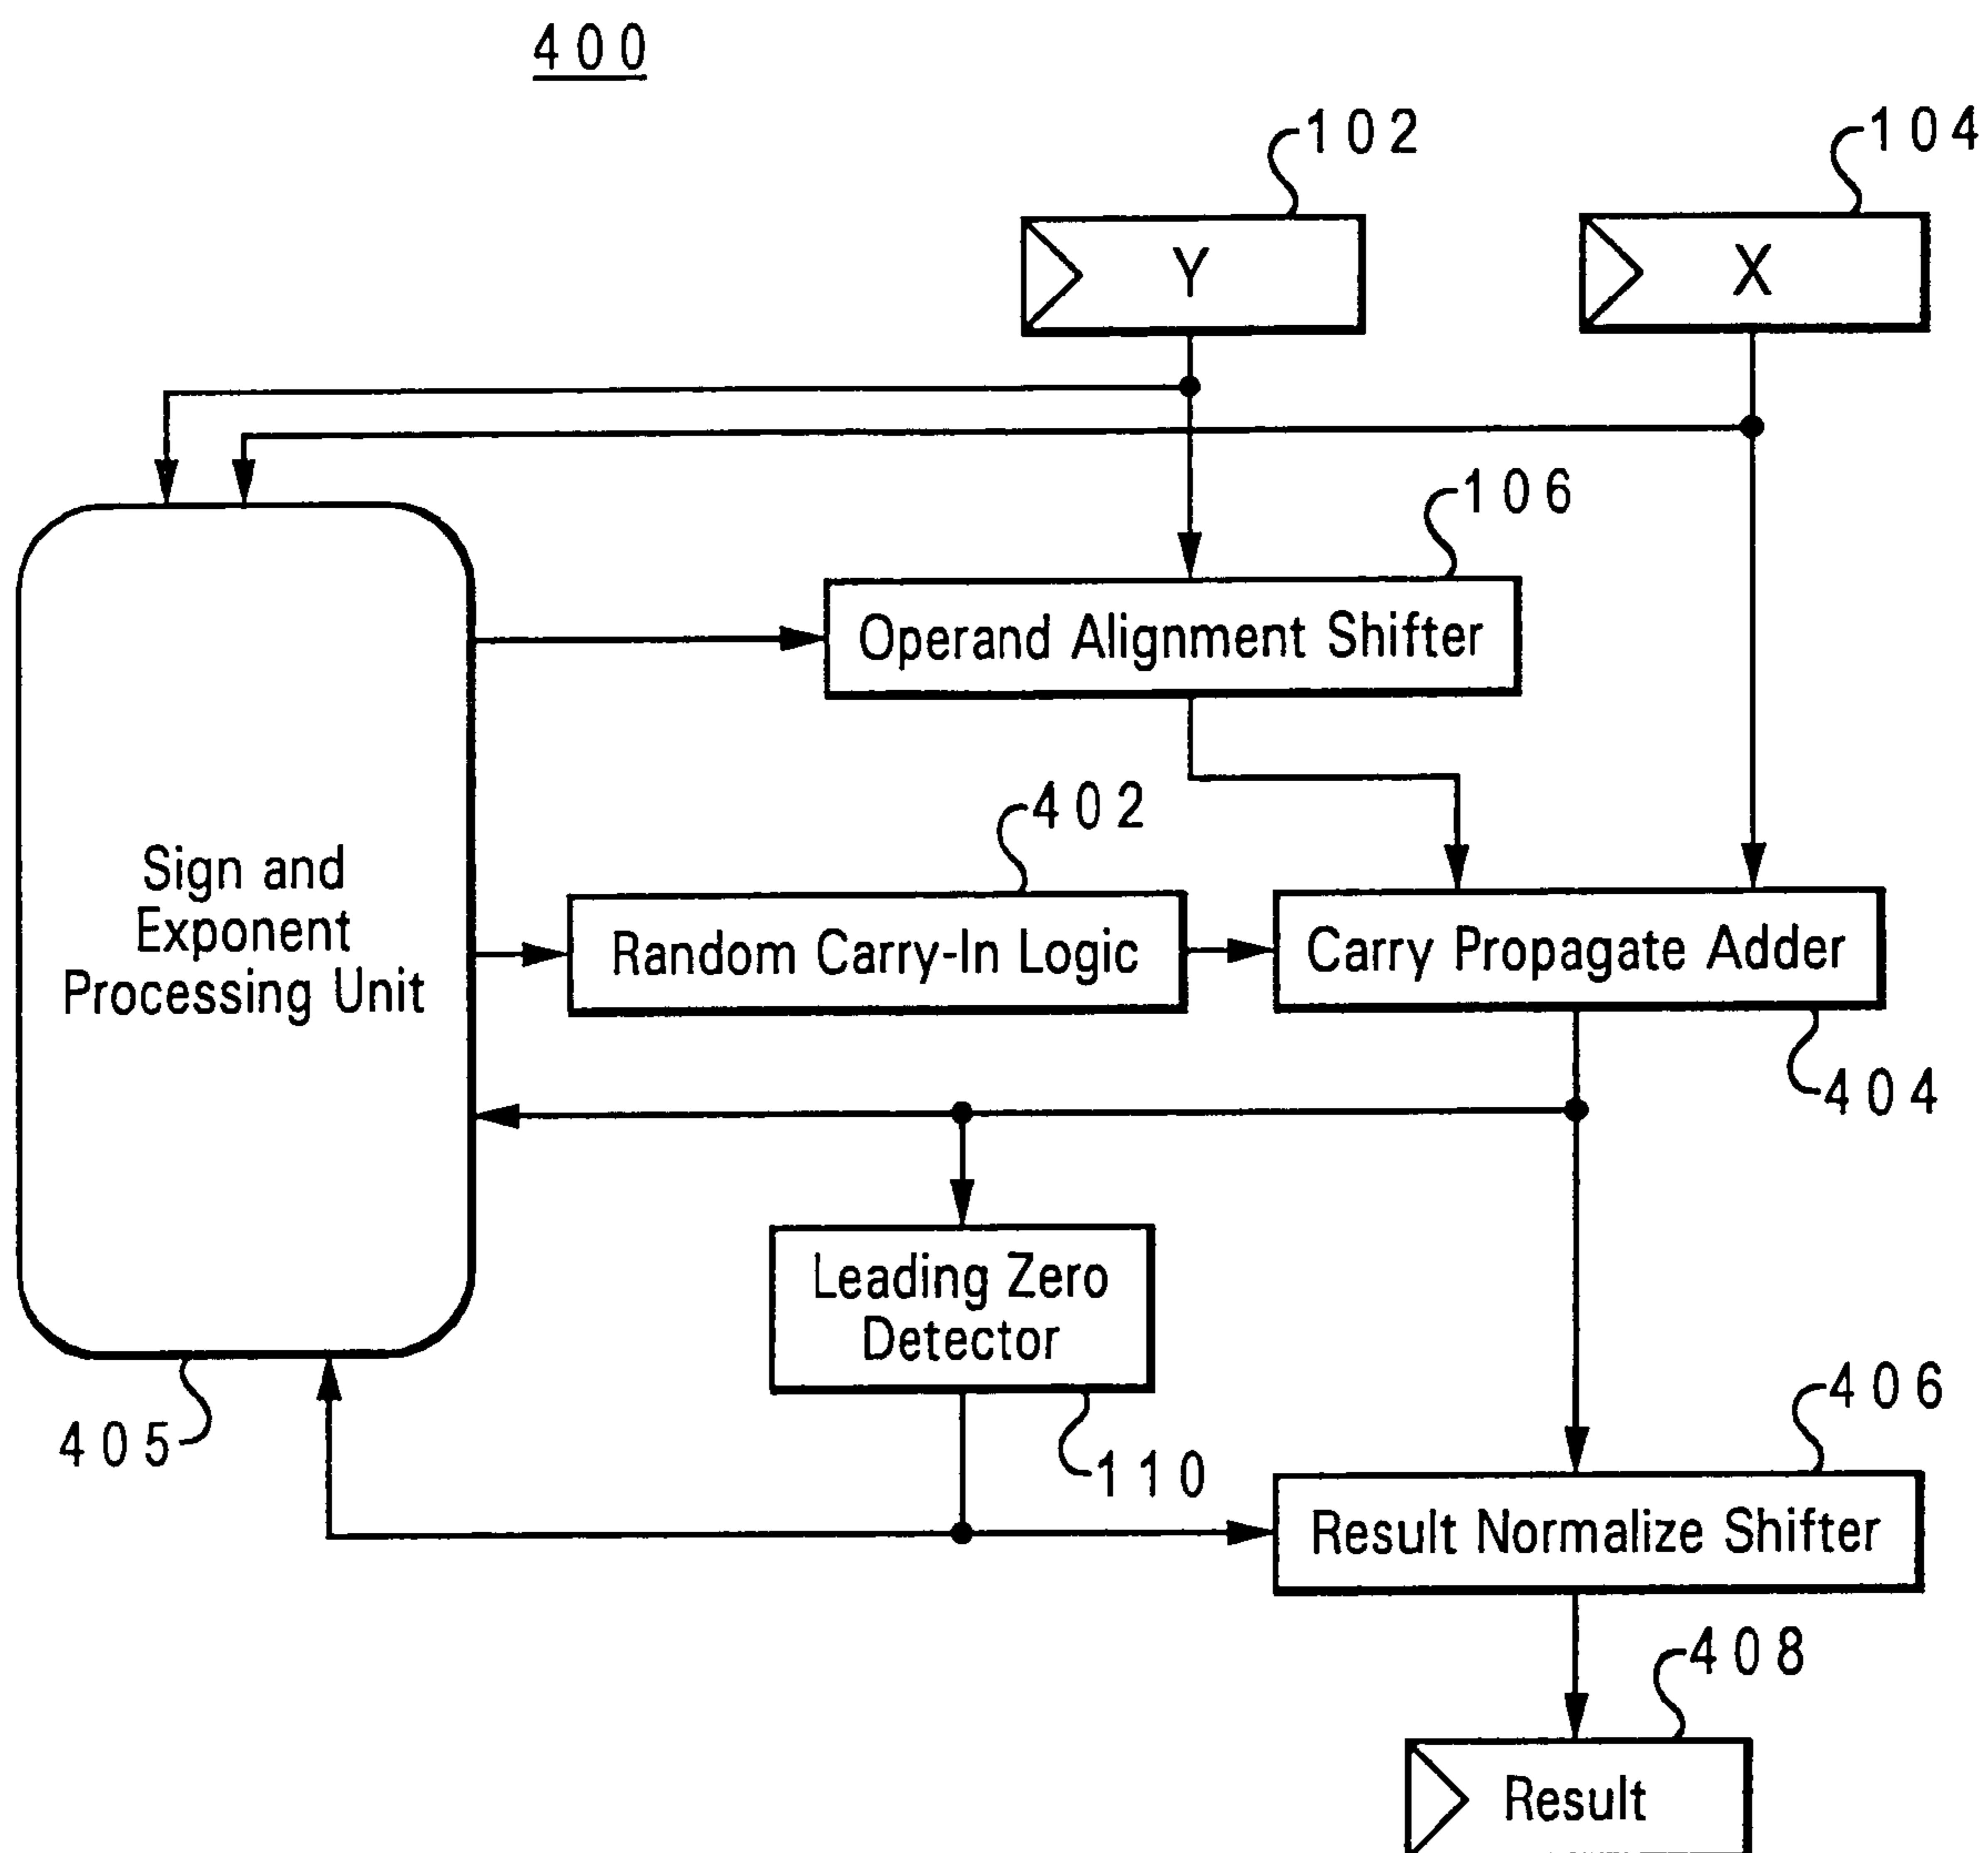 400
102
104
Y
X
106
Operand Alignment Shifter
402
Sign and
Exponent
Processing Unit
Random Carry-In Logic
Carry Propagate Adder
404
Leading Zero
Detector
405
110
406
Result Normalize Shifter
408
Result